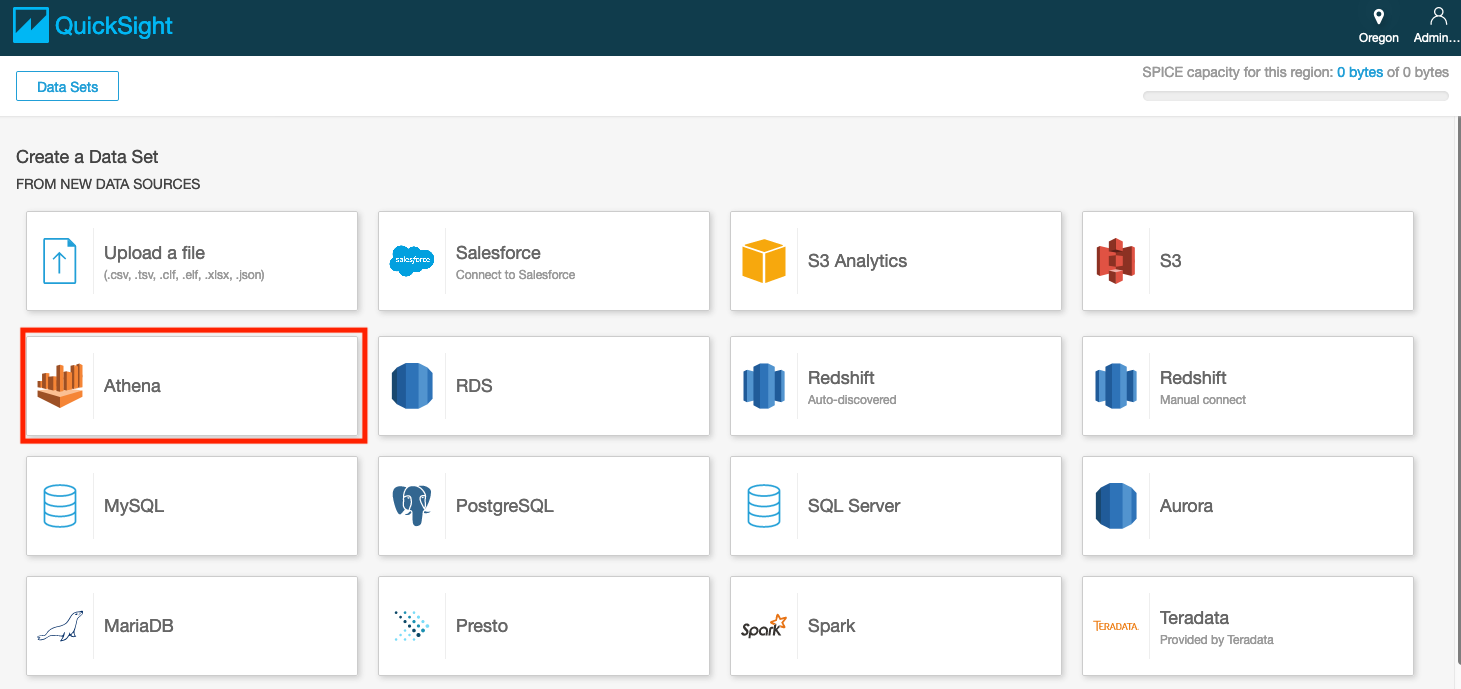 QuickSight
Oregon
Admin...
Data Sets
SPICE capacity for this region: 0 bytes of 0 bytes
Create a Data Set
FROM NEW DATA SOURCES
Upload a file
(.csv, .tsv, .clf, .elf, .xlsx, .json)
salesforce
Salesforce
Connect to Salesforce
S3 Analytics
S3
Athena
RDS
Redshift
Auto-discovered
Redshift
Manual connect
MySQL
PostgreSQL
SQL Server
Aurora
MariaDB
Presto
Spark
Spark
TERADATA.
Teradata
Provided by Teradata